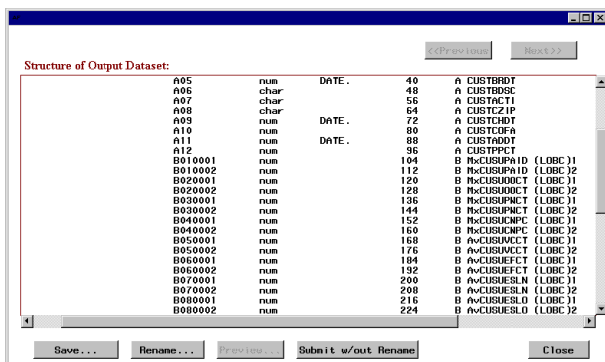 <<Previous Next>>
Structure of Output Dataset:
A05 num DATE. 40 A CUSTBRDT
A06 char 48 A CUSTBDSC
A07 char 56 A CUSTACTI
A08 char 64 A CUSTCZIP
A09 num DATE. 72 A CUSTCHDT
A10 num 80 A CUSTCOFA
A11 num DATE. 88 A CUSTADDT
A12 num 96 A CUSTPPCT
B010001 num 104 B MxCUSUPAID (LOBC)1
B010002 num 112 B MxCUSUPAID (LOBC)2
B020001 num 120 B MxCUSUOOCT (LOBC)1
B020002 num 128 B MxCUSUOOCT (LOBC)2
B030001 num 136 B MxCUSUPNCT (LOBC)1
B030002 num 144 B MxCUSUPNCT (LOBC)2
B040001 num 152 B MxCUSUCNPC (LOBC)1
B040002 num 160 B MxCUSUCNPC (LOBC)2
B050001 num 168 B AvCUSUVCCT (LOBC)1
B050002 num 176 B AvCUSUVCCT (LOBC)2
B060001 num 184 B AvCUSUEFCT (LOBC)1
B060002 num 192 B AvCUSUEFCT (LOBC)2
B070001 num 200 B AvCUSUESLN (LOBC)1
B070002 num 208 B AvCUSUESLN (LOBC)2
B080001 num 216 B AvCUSUESLO (LOBC)1
B080002 num 224 B AvCUSUESLO (LOBC)2
Save... Rename... Preview... Submit w/out Rename Close